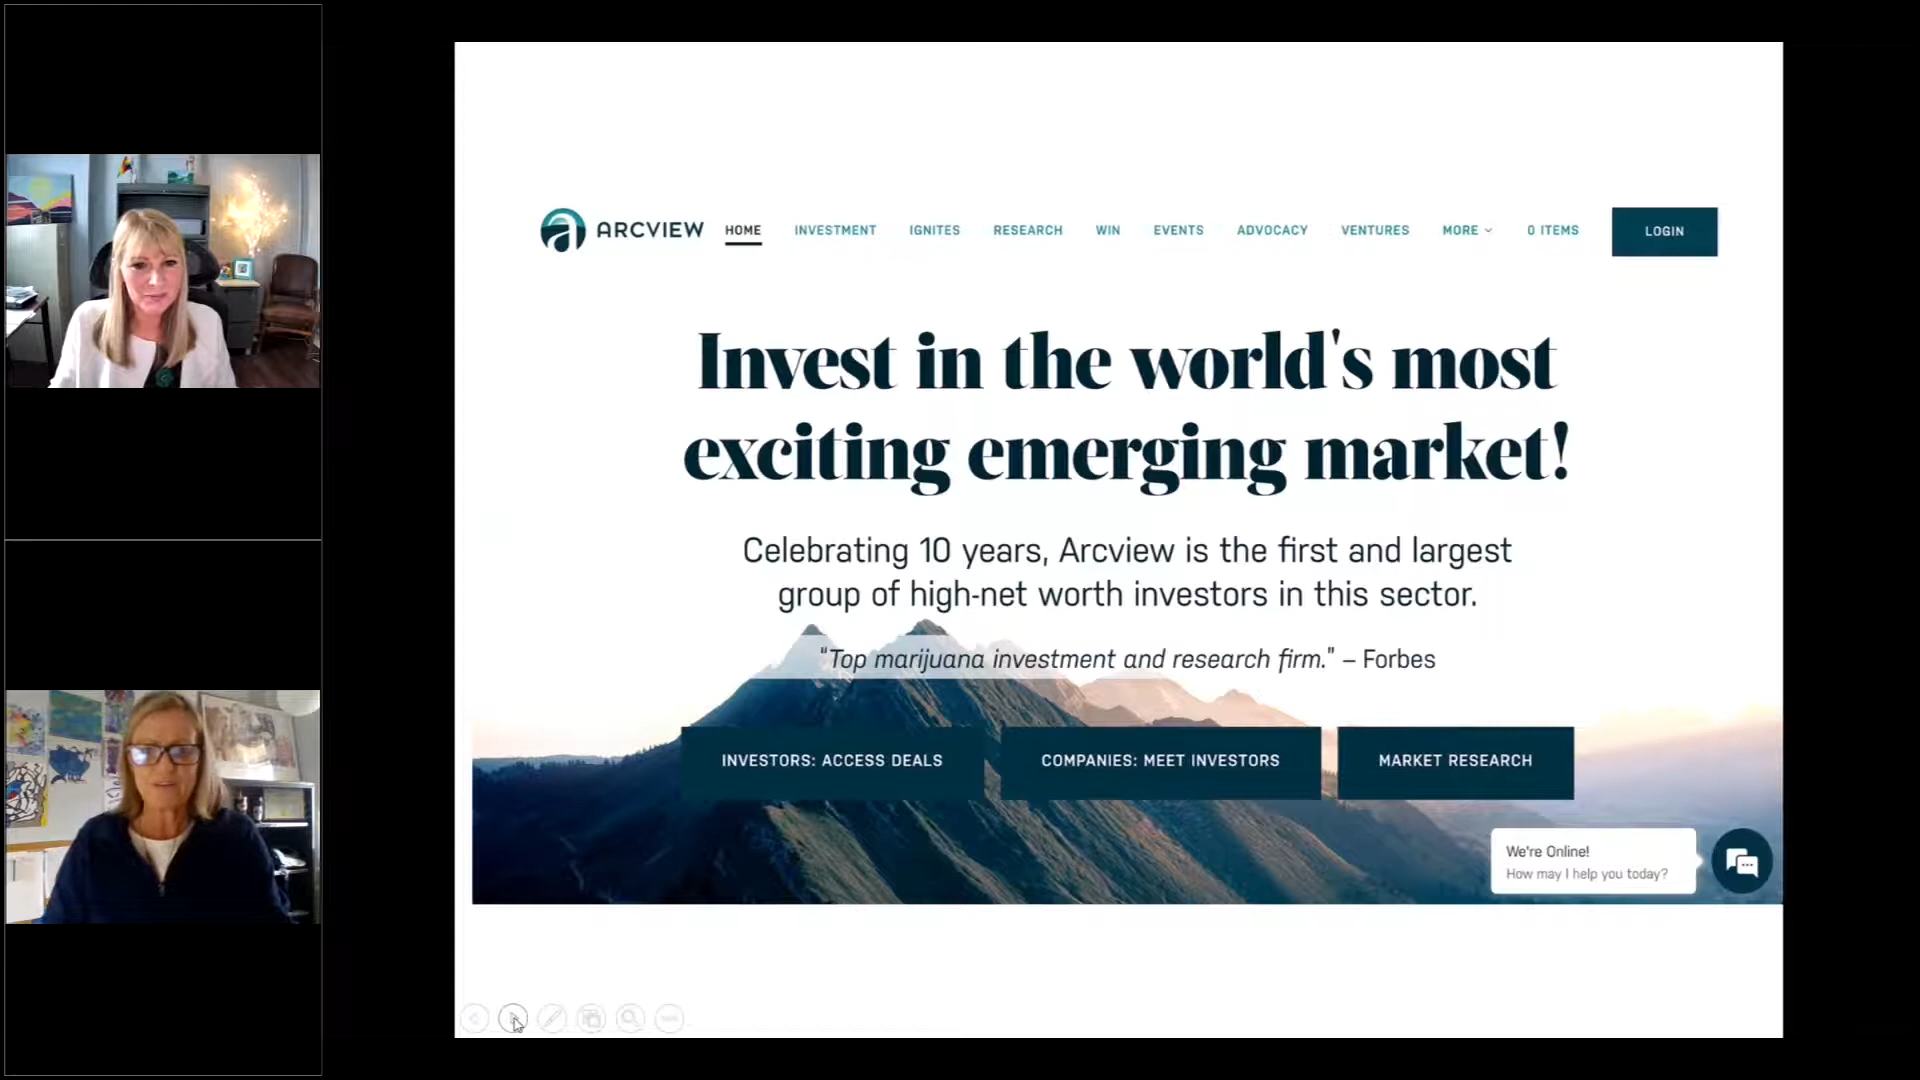 ARCVIEW HOME INVESTMENT IGNITES RESEARCH WIN EVENTS ADVOCACY VENTURES MORE 0 ITEMS LOGIN
Invest in the world's most
exciting emerging market!
Celebrating 10 years, Arcview is the first and largest
group of high-net worth investors in this sector.
“Top marijuana investment and research firm.” – Forbes
INVESTORS: ACCESS DEALS COMPANIES: MEET INVESTORS MARKET RESEARCH
We're Online!
How may I help you today?